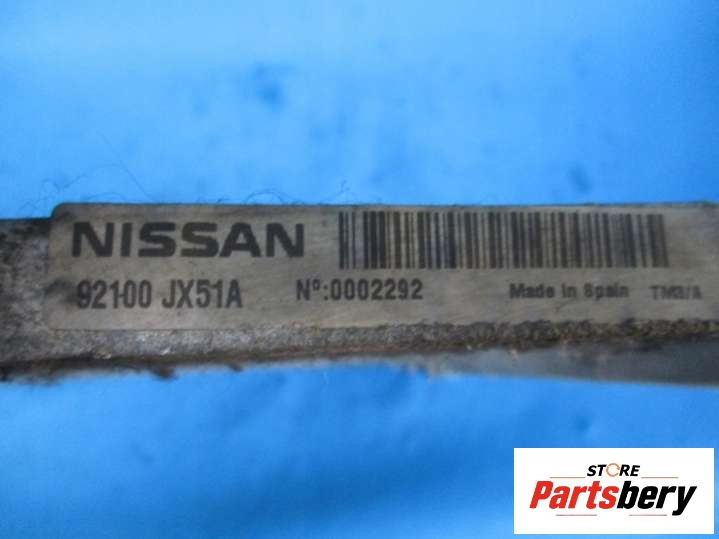 NISSAN
92100 JX51A Nº:0002292 Made in Spain TM3/A
STORE
Partsbery